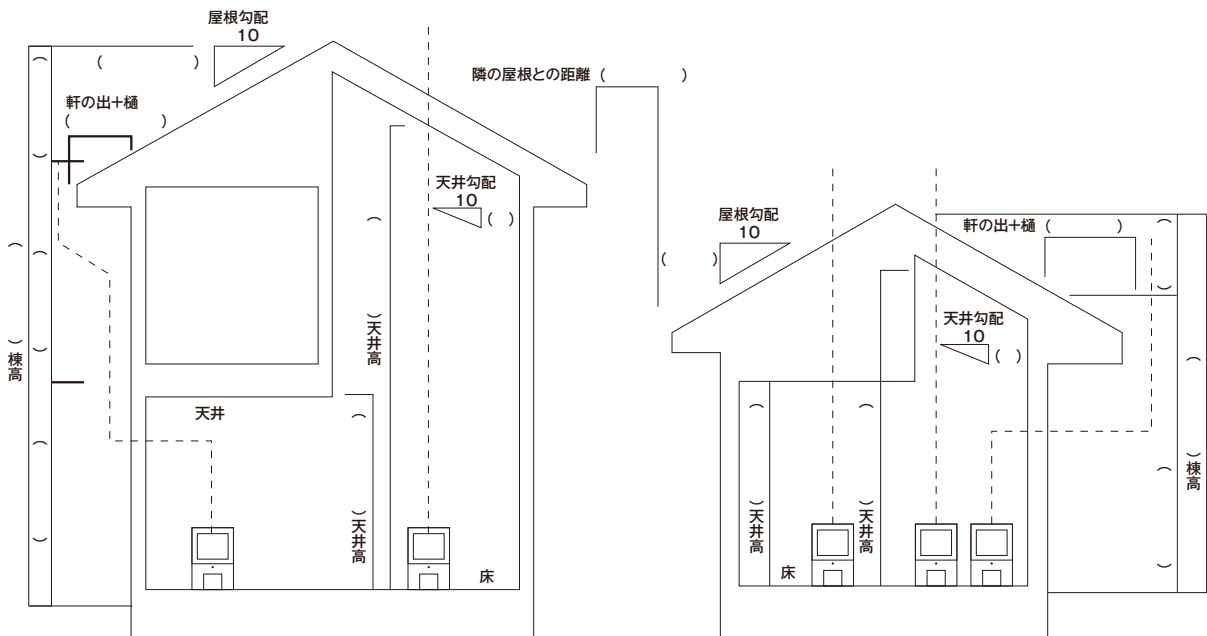 屋根勾配
10
(　　　)
軒の出+樋
(　　　)
(　　　)棟高
(　　　)
(　　　)
(　　　)
天井
(　　　)天井高
(　　　)天井高
天井勾配
10
(　)
床
隣の屋根との距離 (　　　)
屋根勾配
10
(　　　)
軒の出+樋 (　　　)
天井勾配
10
(　)
(　　　)天井高
(　　　)天井高
床
(　　　)
(　　　)棟高
(　　　)